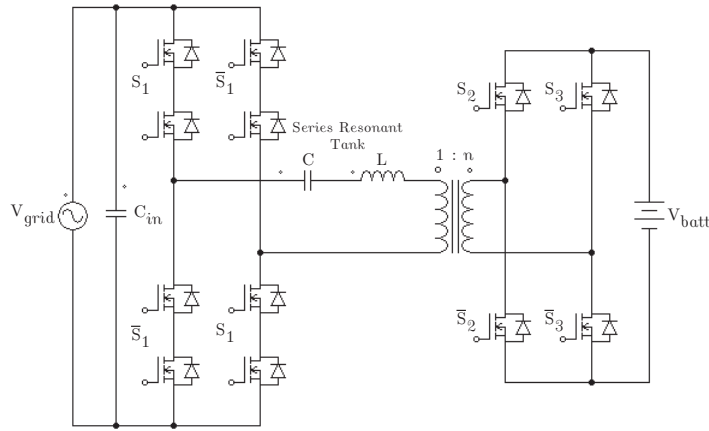 S1
S̅1
S2
S3
Series Resonant
Tank
C
L
1 : n
Vgrid
Cin
Vbatt
S̅1
S1
S̅2
S̅3